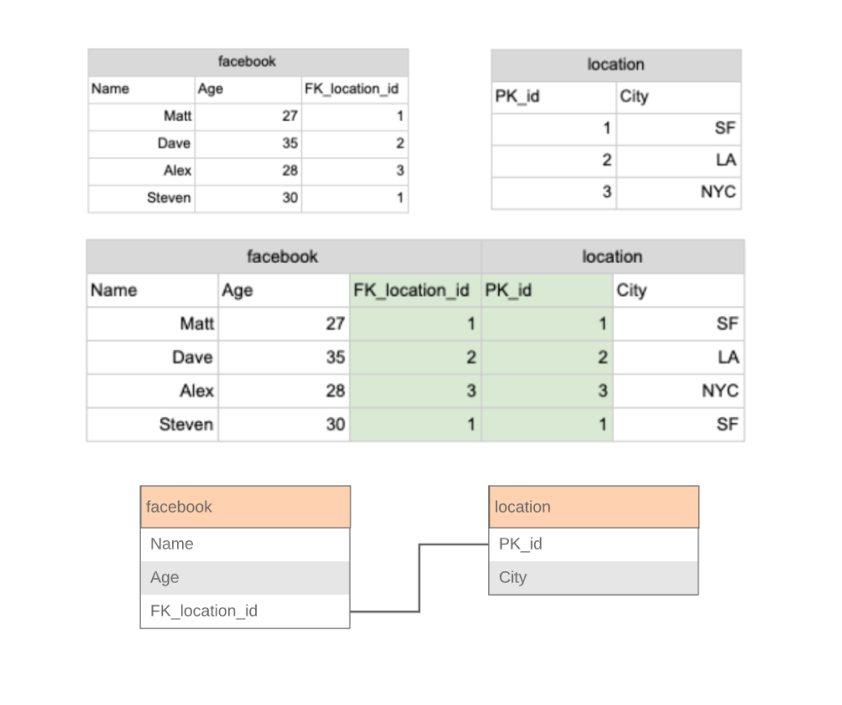 facebook
Name Age FK_location_id
Matt 27 1
Dave 35 2
Alex 28 3
Steven 30 1
location
PK_id City
1 SF
2 LA
3 NYC
facebook location
Name Age FK_location_id PK_id City
Matt 27 1 1 SF
Dave 35 2 2 LA
Alex 28 3 3 NYC
Steven 30 1 1 SF
facebook
Name
Age
FK_location_id
location
PK_id
City